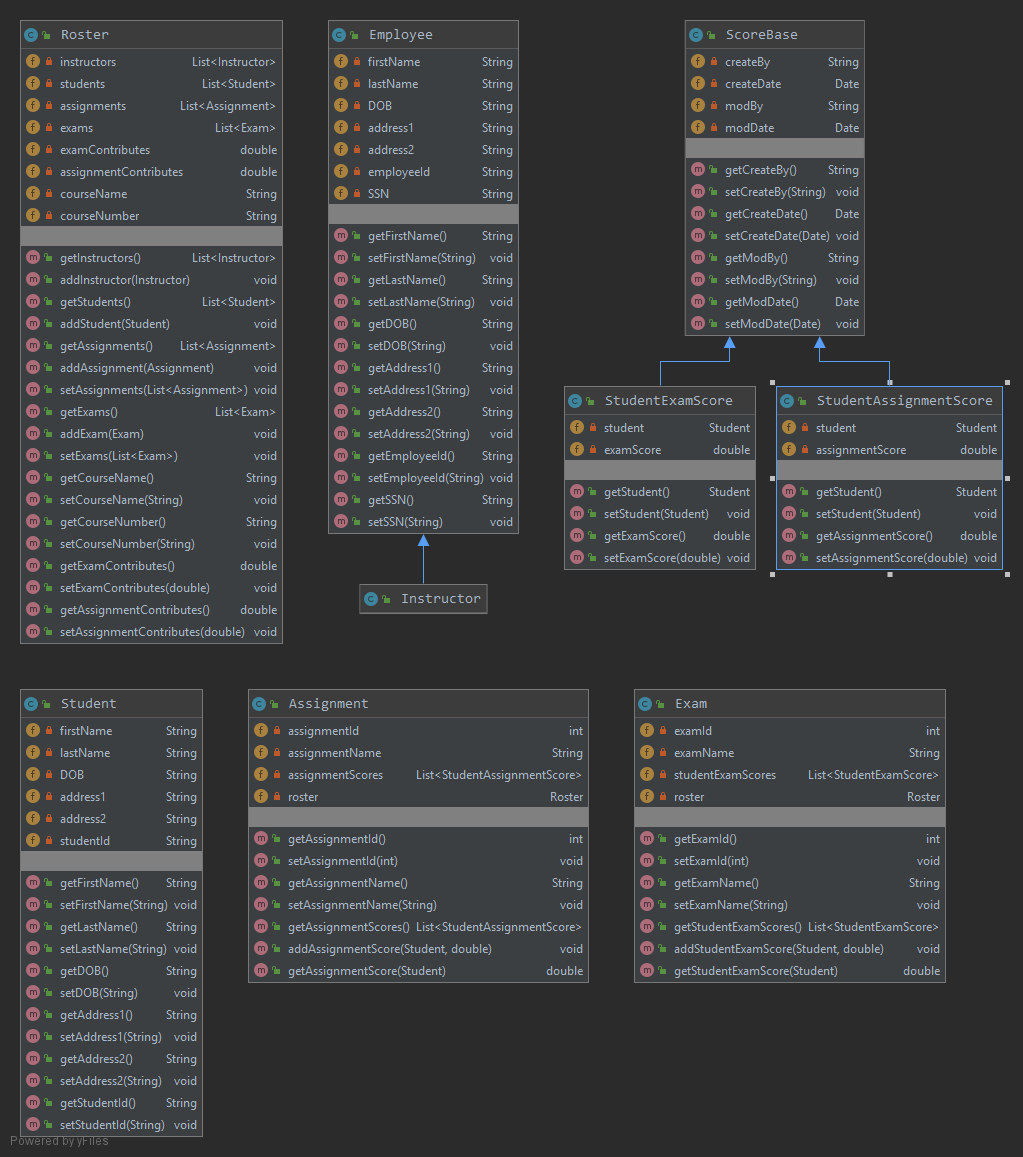 Roster
instructors List<Instructor>
students List<Student>
assignments List<Assignment>
exams List<Exam>
examContributes double
assignmentContributes double
courseName String
courseNumber String
getInstructors() List<Instructor>
addInstructor(Instructor) void
getStudents() List<Student>
addStudent(Student) void
getAssignments() List<Assignment>
addAssignment(Assignment) void
setAssignments(List<Assignment>) void
getExams() List<Exam>
addExam(Exam) void
setExams(List<Exam>) void
getCourseName() String
setCourseName(String) void
getCourseNumber() String
setCourseNumber(String) void
getExamContributes() double
setExamContributes(double) void
getAssignmentContributes() double
setAssignmentContributes(double) void
Employee
firstName String
lastName String
DOB String
address1 String
address2 String
employeeId String
SSN String
getFirstName() String
setFirstName(String) void
getLastName() String
setLastName(String) void
getDOB() String
setDOB(String) void
getAddress1() String
setAddress1(String) void
getAddress2() String
setAddress2(String) void
getEmployeeId() String
setEmployeeId(String) void
getSSN() String
setSSN(String) void
Instructor
ScoreBase
createBy String
createDate Date
modBy String
modDate Date
getCreateBy() String
setCreateBy(String) void
getCreateDate() Date
setCreateDate(Date) void
getModBy() String
setModBy(String) void
getModDate() Date
setModDate(Date) void
StudentExamScore
student Student
examScore double
getStudent() Student
setStudent(Student) void
getExamScore() double
setExamScore(double) void
StudentAssignmentScore
student Student
assignmentScore double
getStudent() Student
setStudent(Student) void
getAssignmentScore() double
setAssignmentScore(double) void
Student
firstName String
lastName String
DOB String
address1 String
address2 String
studentId String
getFirstName() String
setFirstName(String) void
getLastName() String
setLastName(String) void
getDOB() String
setDOB(String) void
getAddress1() String
setAddress1(String) void
getAddress2() String
setAddress2(String) void
getStudentId() String
setStudentId(String) void
Assignment
assignmentId int
assignmentName String
assignmentScores List<StudentAssignmentScore>
roster Roster
getAssignmentId() int
setAssignmentId(int) void
getAssignmentName() String
setAssignmentName(String) void
getAssignmentScores() List<StudentAssignmentScore>
addAssignmentScore(Student, double) void
getAssignmentScore(Student) double
Exam
examId int
examName String
studentExamScores List<StudentExamScore>
roster Roster
getExamId() int
setExamId(int) void
getExamName() String
setExamName(String) void
getStudentExamScores() List<StudentExamScore>
addStudentExamScore(Student, double) void
getStudentExamScore(Student) double
Powered by yFiles